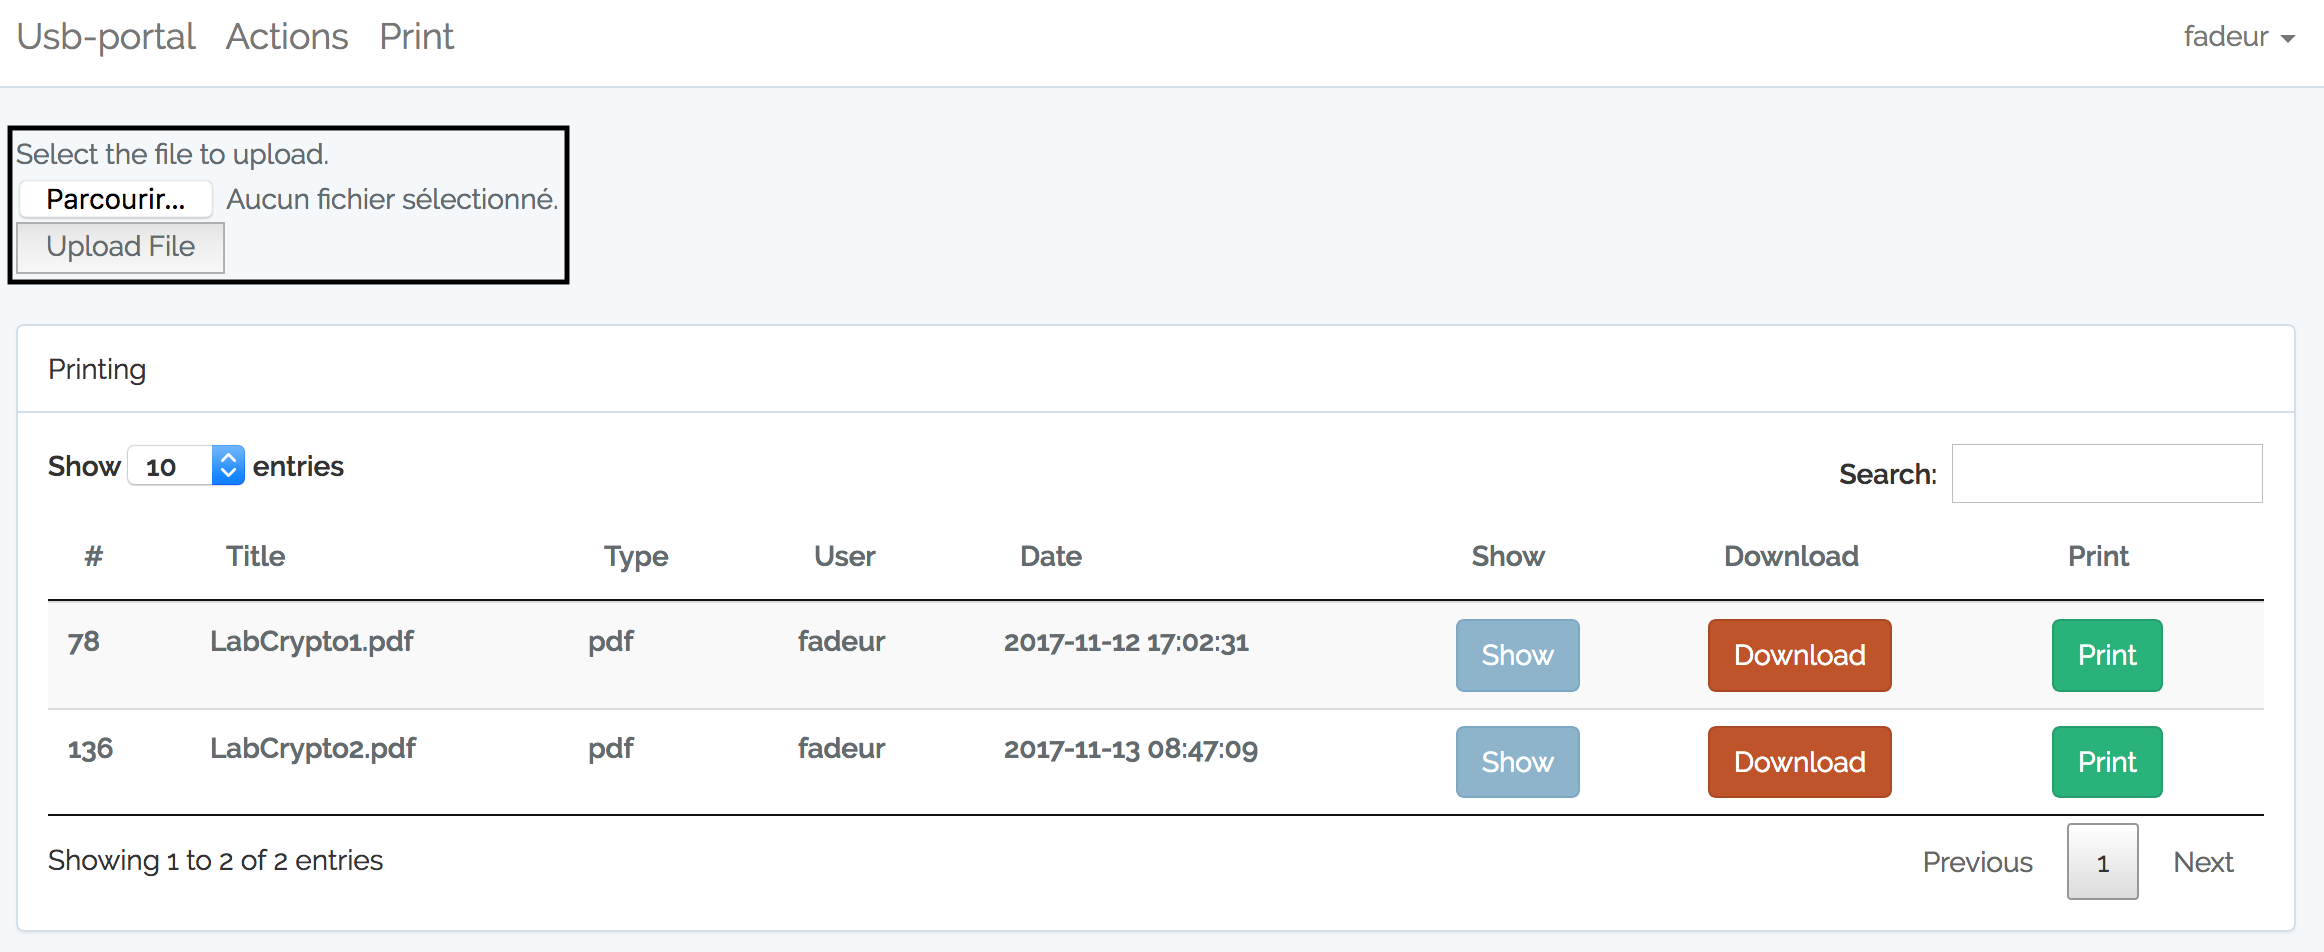 Usb-portal Actions Print fadeur
Select the file to upload.
Parcourir... Aucun fichier sélectionné.
Upload File
Printing
Show 10 entries Search:
# Title Type User Date Show Download Print
78 LabCrypto1.pdf pdf fadeur 2017-11-12 17:02:31 Show Download Print
136 LabCrypto2.pdf pdf fadeur 2017-11-13 08:47:09 Show Download Print
Showing 1 to 2 of 2 entries Previous 1 Next